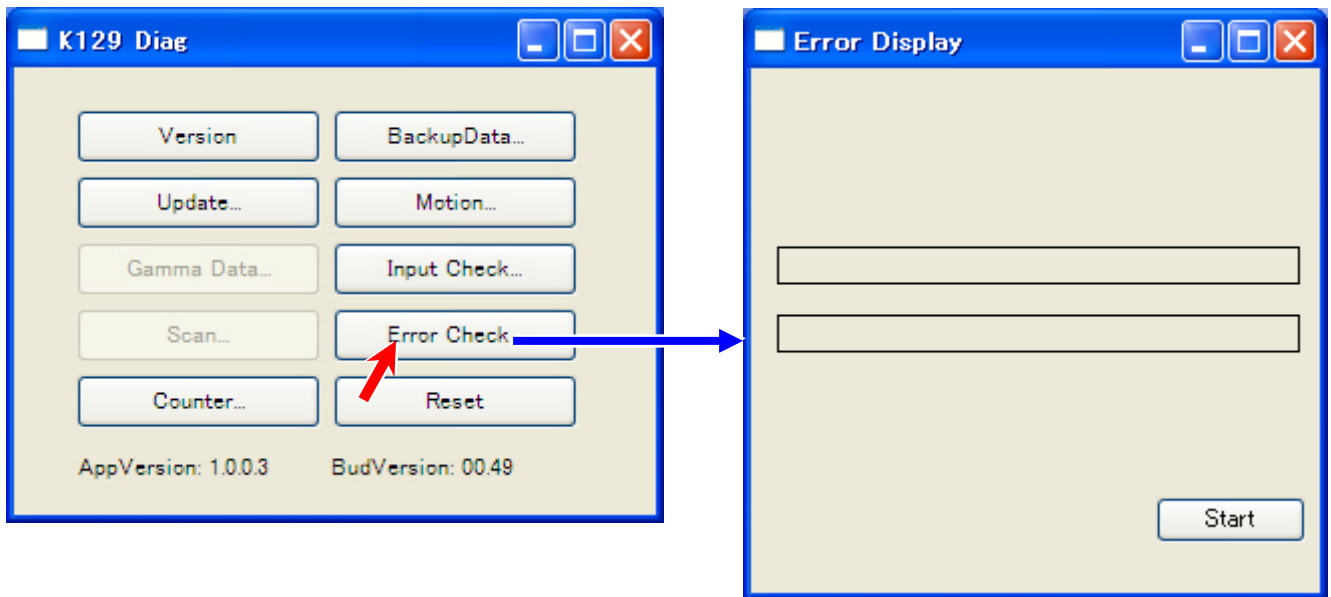 K129 Diag
Version
BackupData...
Update...
Motion...
Gamma Data...
Input Check...
Scan...
Error Check
Counter...
Reset
AppVersion: 1.0.0.3
BudVersion: 00.49
Error Display
Start